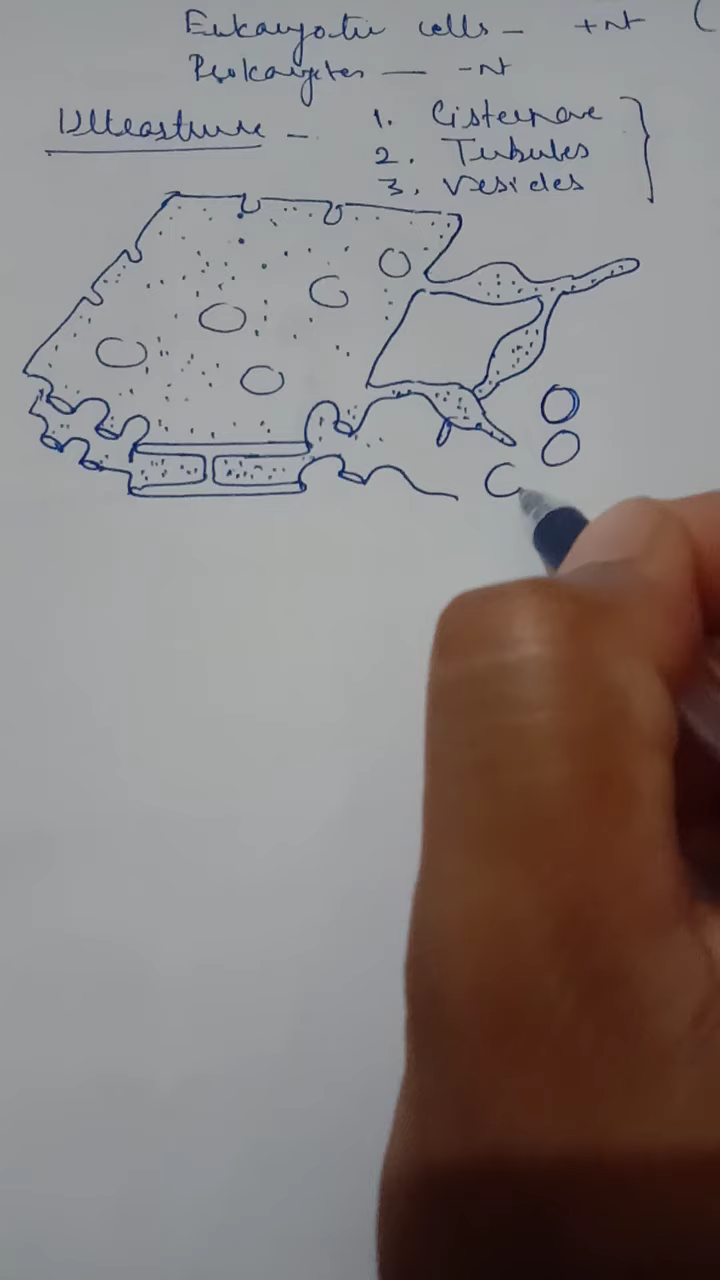 Eukaryotic cells - +nt (
Prokaryotes - -nt
Ultrastructure - 1. Cisternae
2. Tubules
3. Vesicles